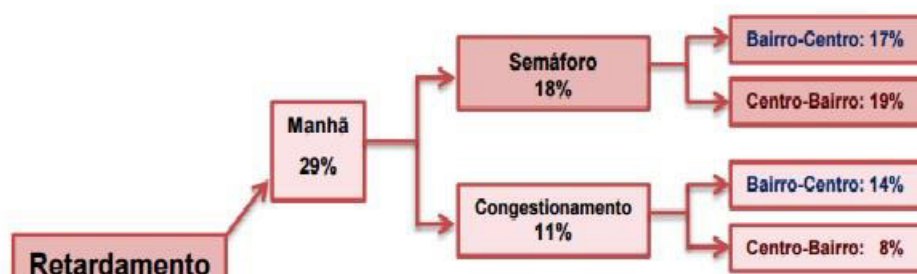 Retardamento
Manhã
29%
Semáforo
18%
Bairro-Centro: 17%
Centro-Bairro: 19%
Congestionamento
11%
Bairro-Centro: 14%
Centro-Bairro: 8%